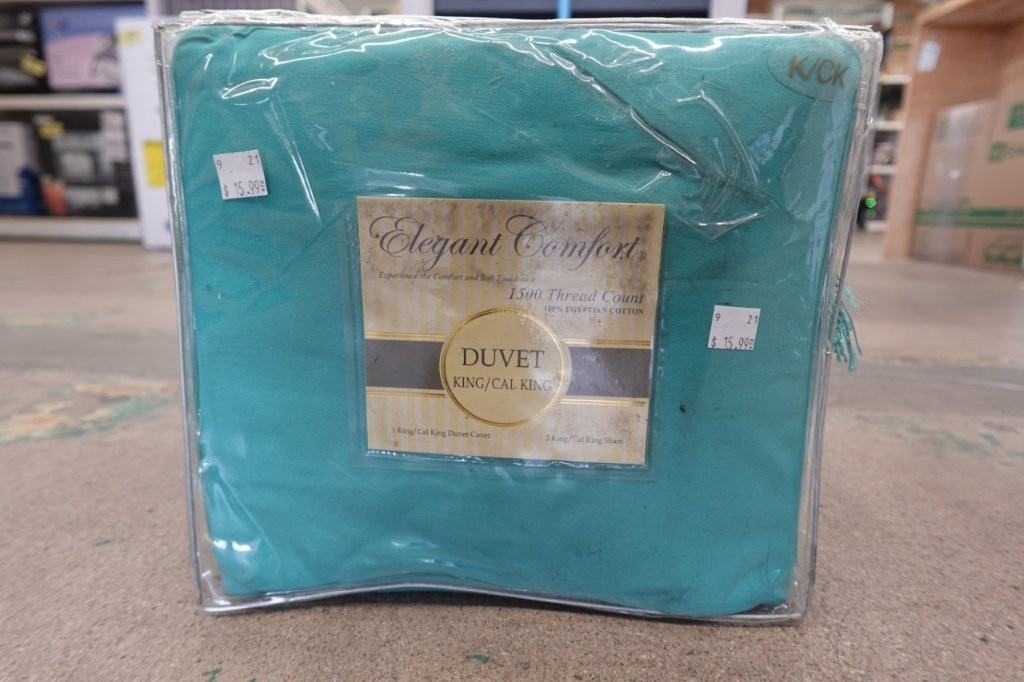 K/CK
9 21
$ 15.99
Elegant Comfort®
Experience the Comfort and Soft Touch as a
1500 Thread Count
100% EGYPTIAN COTTON
9 21
$ 15.99
DUVET
KING/CAL KING
1 King/Cal King Duvet Cover
2 King/Cal King Sham